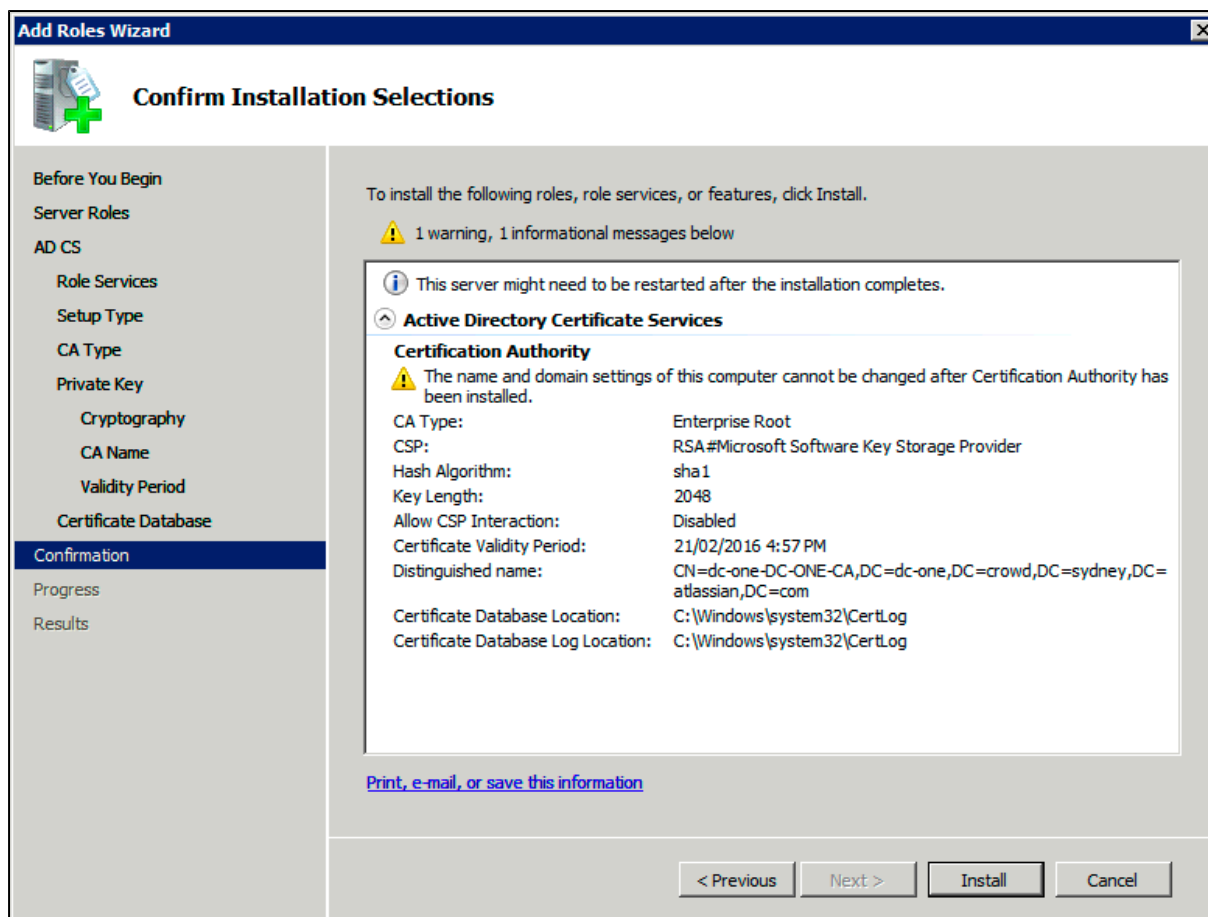 Add Roles Wizard
Confirm Installation Selections
Before You Begin
Server Roles
AD CS
Role Services
Setup Type
CA Type
Private Key
Cryptography
CA Name
Validity Period
Certificate Database
Confirmation
Progress
Results
To install the following roles, role services, or features, click Install.
1 warning, 1 informational messages below
This server might need to be restarted after the installation completes.
Active Directory Certificate Services
Certification Authority
The name and domain settings of this computer cannot be changed after Certification Authority has
been installed.
CA Type: Enterprise Root
CSP: RSA#Microsoft Software Key Storage Provider
Hash Algorithm: sha1
Key Length: 2048
Allow CSP Interaction: Disabled
Certificate Validity Period: 21/02/2016 4:57 PM
Distinguished name: CN=dc-one-DC-ONE-CA,DC=dc-one,DC=crowd,DC=sydney,DC=
atlassian,DC=com
Certificate Database Location: C:\Windows\system32\CertLog
Certificate Database Log Location: C:\Windows\system32\CertLog
Print, e-mail, or save this information
< Previous Next > Install Cancel